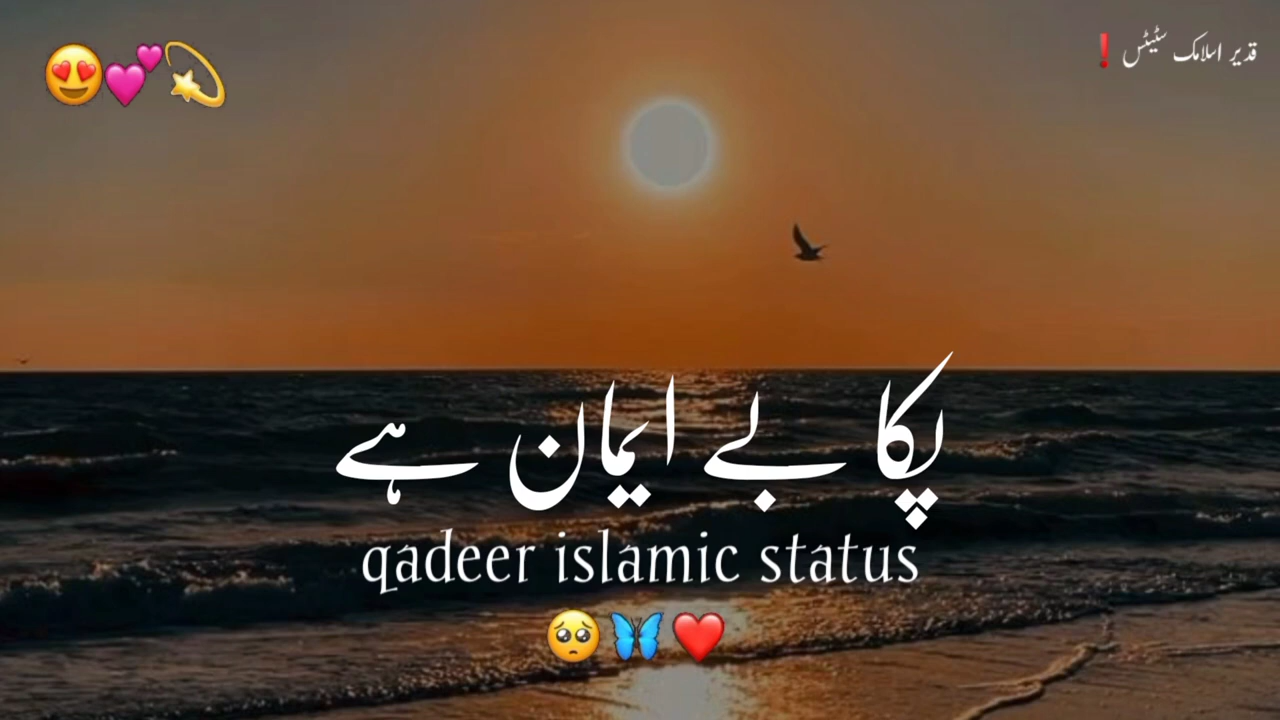 قدیر اسلامک سٹیٹس❗
پکا بے ایمان ہے
qadeer islamic status